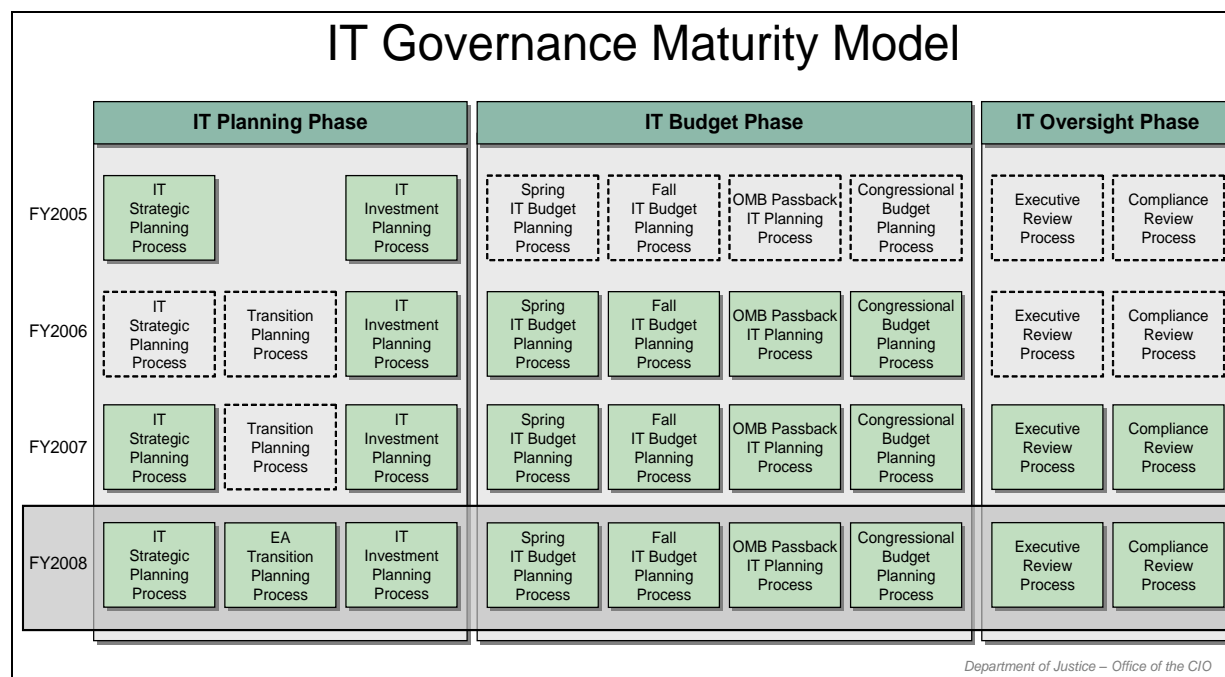 IT Governance Maturity Model
IT Planning Phase
IT Budget Phase
IT Oversight Phase
FY2005
IT
Strategic
Planning
Process
IT
Investment
Planning
Process
Spring
IT Budget
Planning
Process
Fall
IT Budget
Planning
Process
OMB Passback
IT Planning
Process
Congressional
Budget
Planning
Process
Executive
Review
Process
Compliance
Review
Process
FY2006
IT
Strategic
Planning
Process
Transition
Planning
Process
IT
Investment
Planning
Process
Spring
IT Budget
Planning
Process
Fall
IT Budget
Planning
Process
OMB Passback
IT Planning
Process
Congressional
Budget
Planning
Process
Executive
Review
Process
Compliance
Review
Process
FY2007
IT
Strategic
Planning
Process
Transition
Planning
Process
IT
Investment
Planning
Process
Spring
IT Budget
Planning
Process
Fall
IT Budget
Planning
Process
OMB Passback
IT Planning
Process
Congressional
Budget
Planning
Process
Executive
Review
Process
Compliance
Review
Process
FY2008
IT
Strategic
Planning
Process
EA
Transition
Planning
Process
IT
Investment
Planning
Process
Spring
IT Budget
Planning
Process
Fall
IT Budget
Planning
Process
OMB Passback
IT Planning
Process
Congressional
Budget
Planning
Process
Executive
Review
Process
Compliance
Review
Process
Department of Justice – Office of the CIO